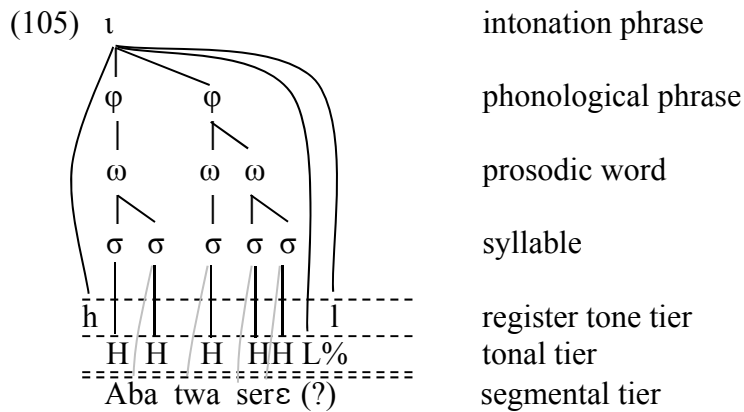 (105) ι intonation phrase
φ φ phonological phrase
ω ω ω prosodic word
σ σ σ σ σ syllable
h l register tone tier
H H H H H L% tonal tier
Aba twa serɛ (?) segmental tier